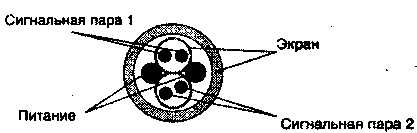 Сигнальная пара 1
Экран
Питание
Сигнальная пара 2